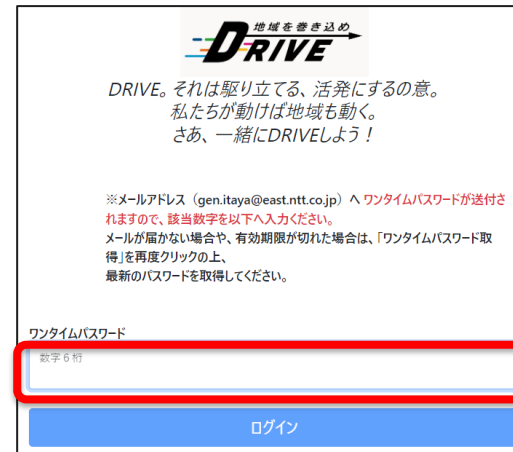 地域を巻き込め
DRIVE
DRIVE。それは駆り立てる、活発にするの意。
私たちが動けば地域も動く。
さあ、一緒にDRIVEしよう！
※メールアドレス（gen.itaya@east.ntt.co.jp）へ ワンタイムパスワードが送付さ
れますので、該当数字を以下へ入力ください。
メールが届かない場合や、有効期限が切れた場合は、「ワンタイムパスワード取
得」を再度クリックの上、
最新のパスワードを取得してください。
ワンタイムパスワード
数字６桁
ログイン